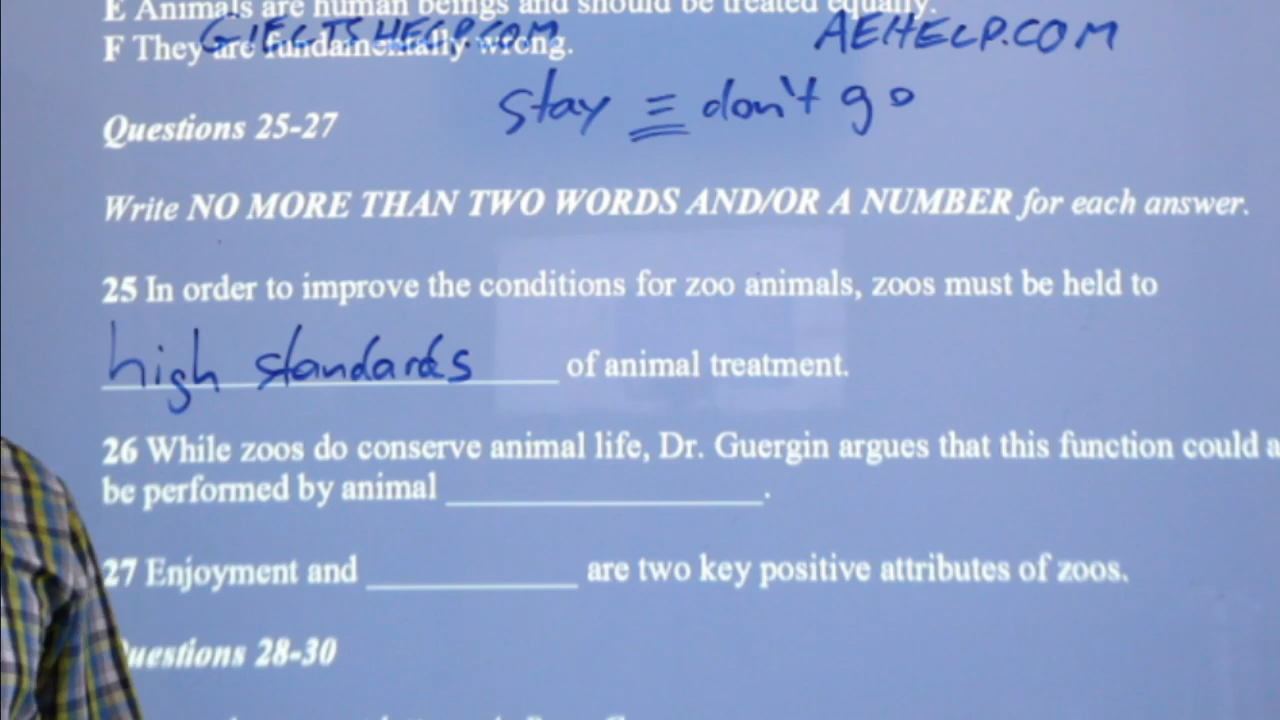 E Animals are human beings and should be treated equally.
F They are fundamentally wrong.
GIELTSHELP.COM
AEHELP.COM
stay = don't go
Questions 25-27
Write NO MORE THAN TWO WORDS AND/OR A NUMBER for each answer.
25 In order to improve the conditions for zoo animals, zoos must be held to
high standards of animal treatment.
26 While zoos do conserve animal life, Dr. Guergin argues that this function could
be performed by animal ____________.
27 Enjoyment and ____________ are two key positive attributes of zoos.
Questions 28-30